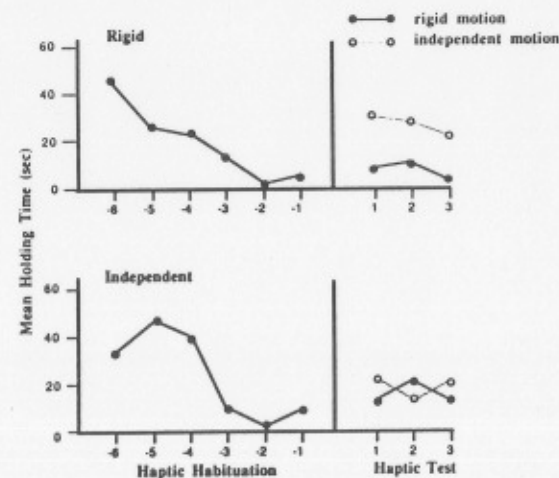 rigid motion
independent motion
Rigid
60
40
20
0
-6 -5 -4 -3 -2 -1
1 2 3
Mean Holding Time (sec)
Independent
60
40
20
0
-6 -5 -4 -3 -2 -1
1 2 3
Haptic Habituation
Haptic Test